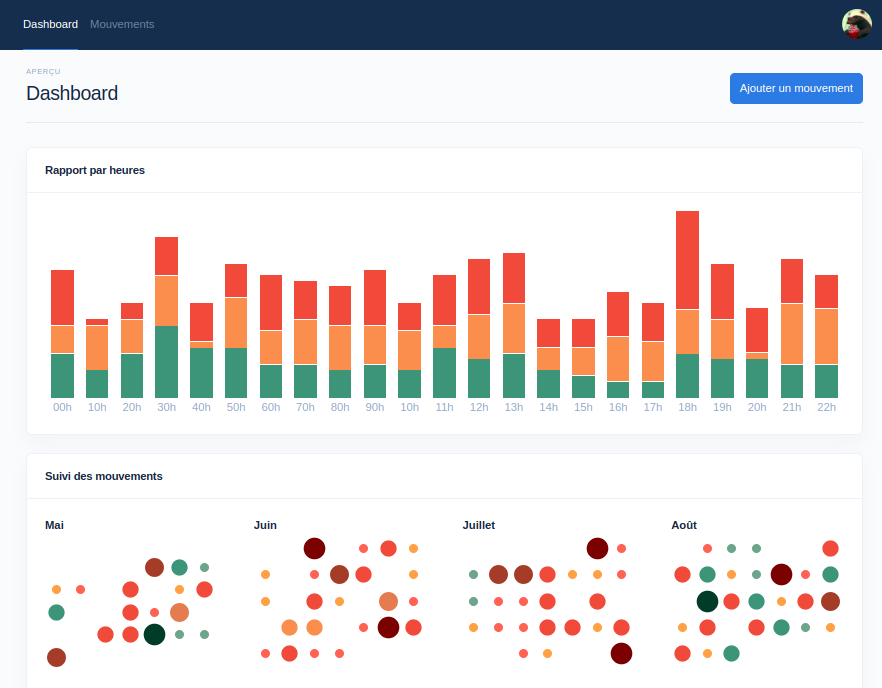 Dashboard Mouvements
APERÇU
Dashboard
Ajouter un mouvement
Rapport par heures
00h 10h 20h 30h 40h 50h 60h 70h 80h 90h 10h 11h 12h 13h 14h 15h 16h 17h 18h 19h 20h 21h 22h
Suivi des mouvements
Mai Juin Juillet Août